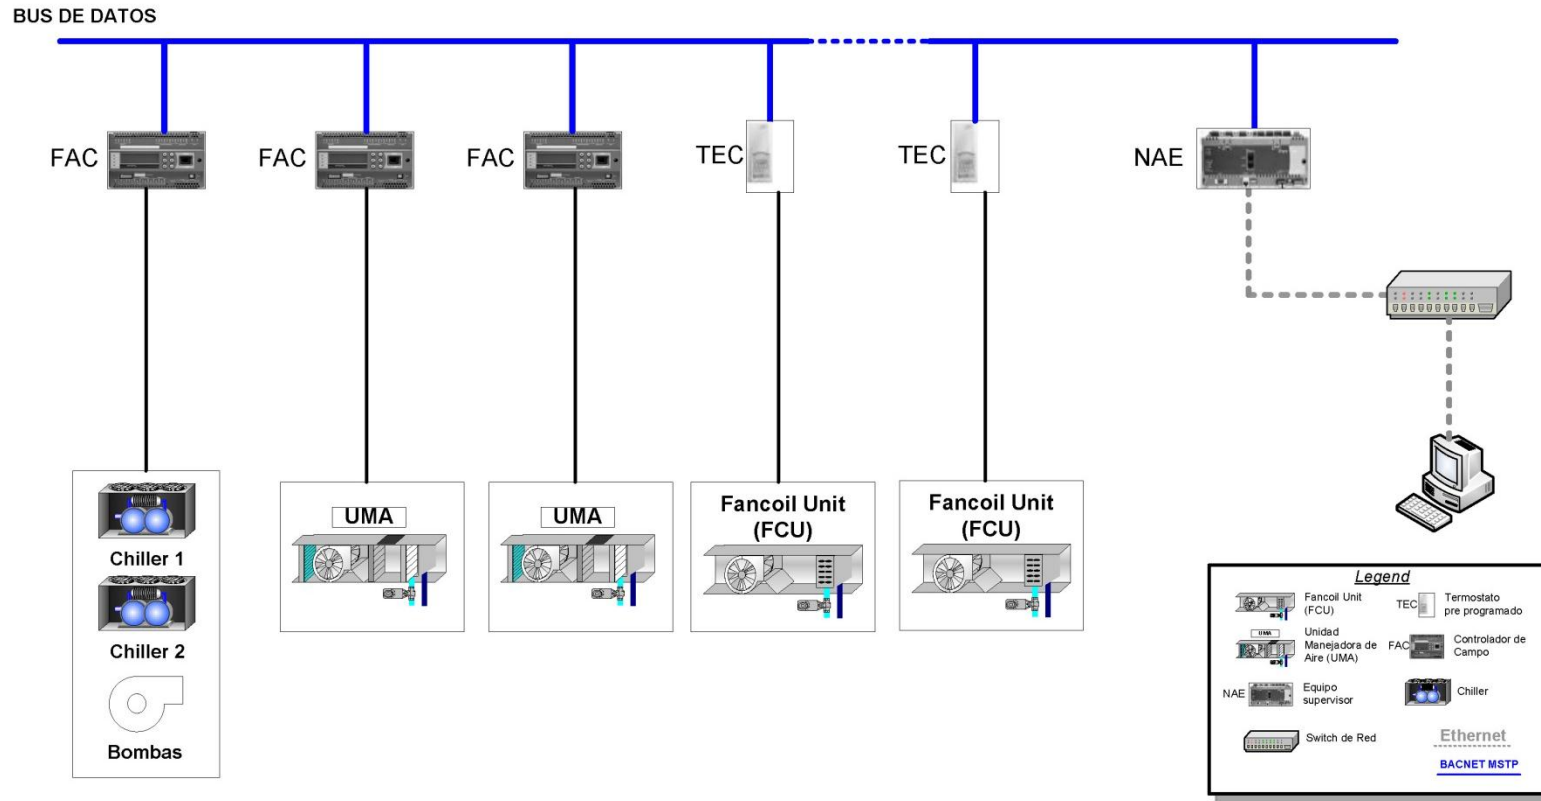 BUS DE DATOS
FAC
FAC
FAC
TEC
TEC
NAE
Chiller 1
Chiller 2
Bombas
UMA
UMA
Fancoil Unit
(FCU)
Fancoil Unit
(FCU)
Legend
Fancoil Unit
(FCU)
TEC
Termostato
pre programado
UMA
Unidad
Manejadora de
Aire (UMA)
FAC
Controlador de
Campo
NAE
Equipo
supervisor
Chiller
Switch de Red
Ethernet
BACNET MSTP